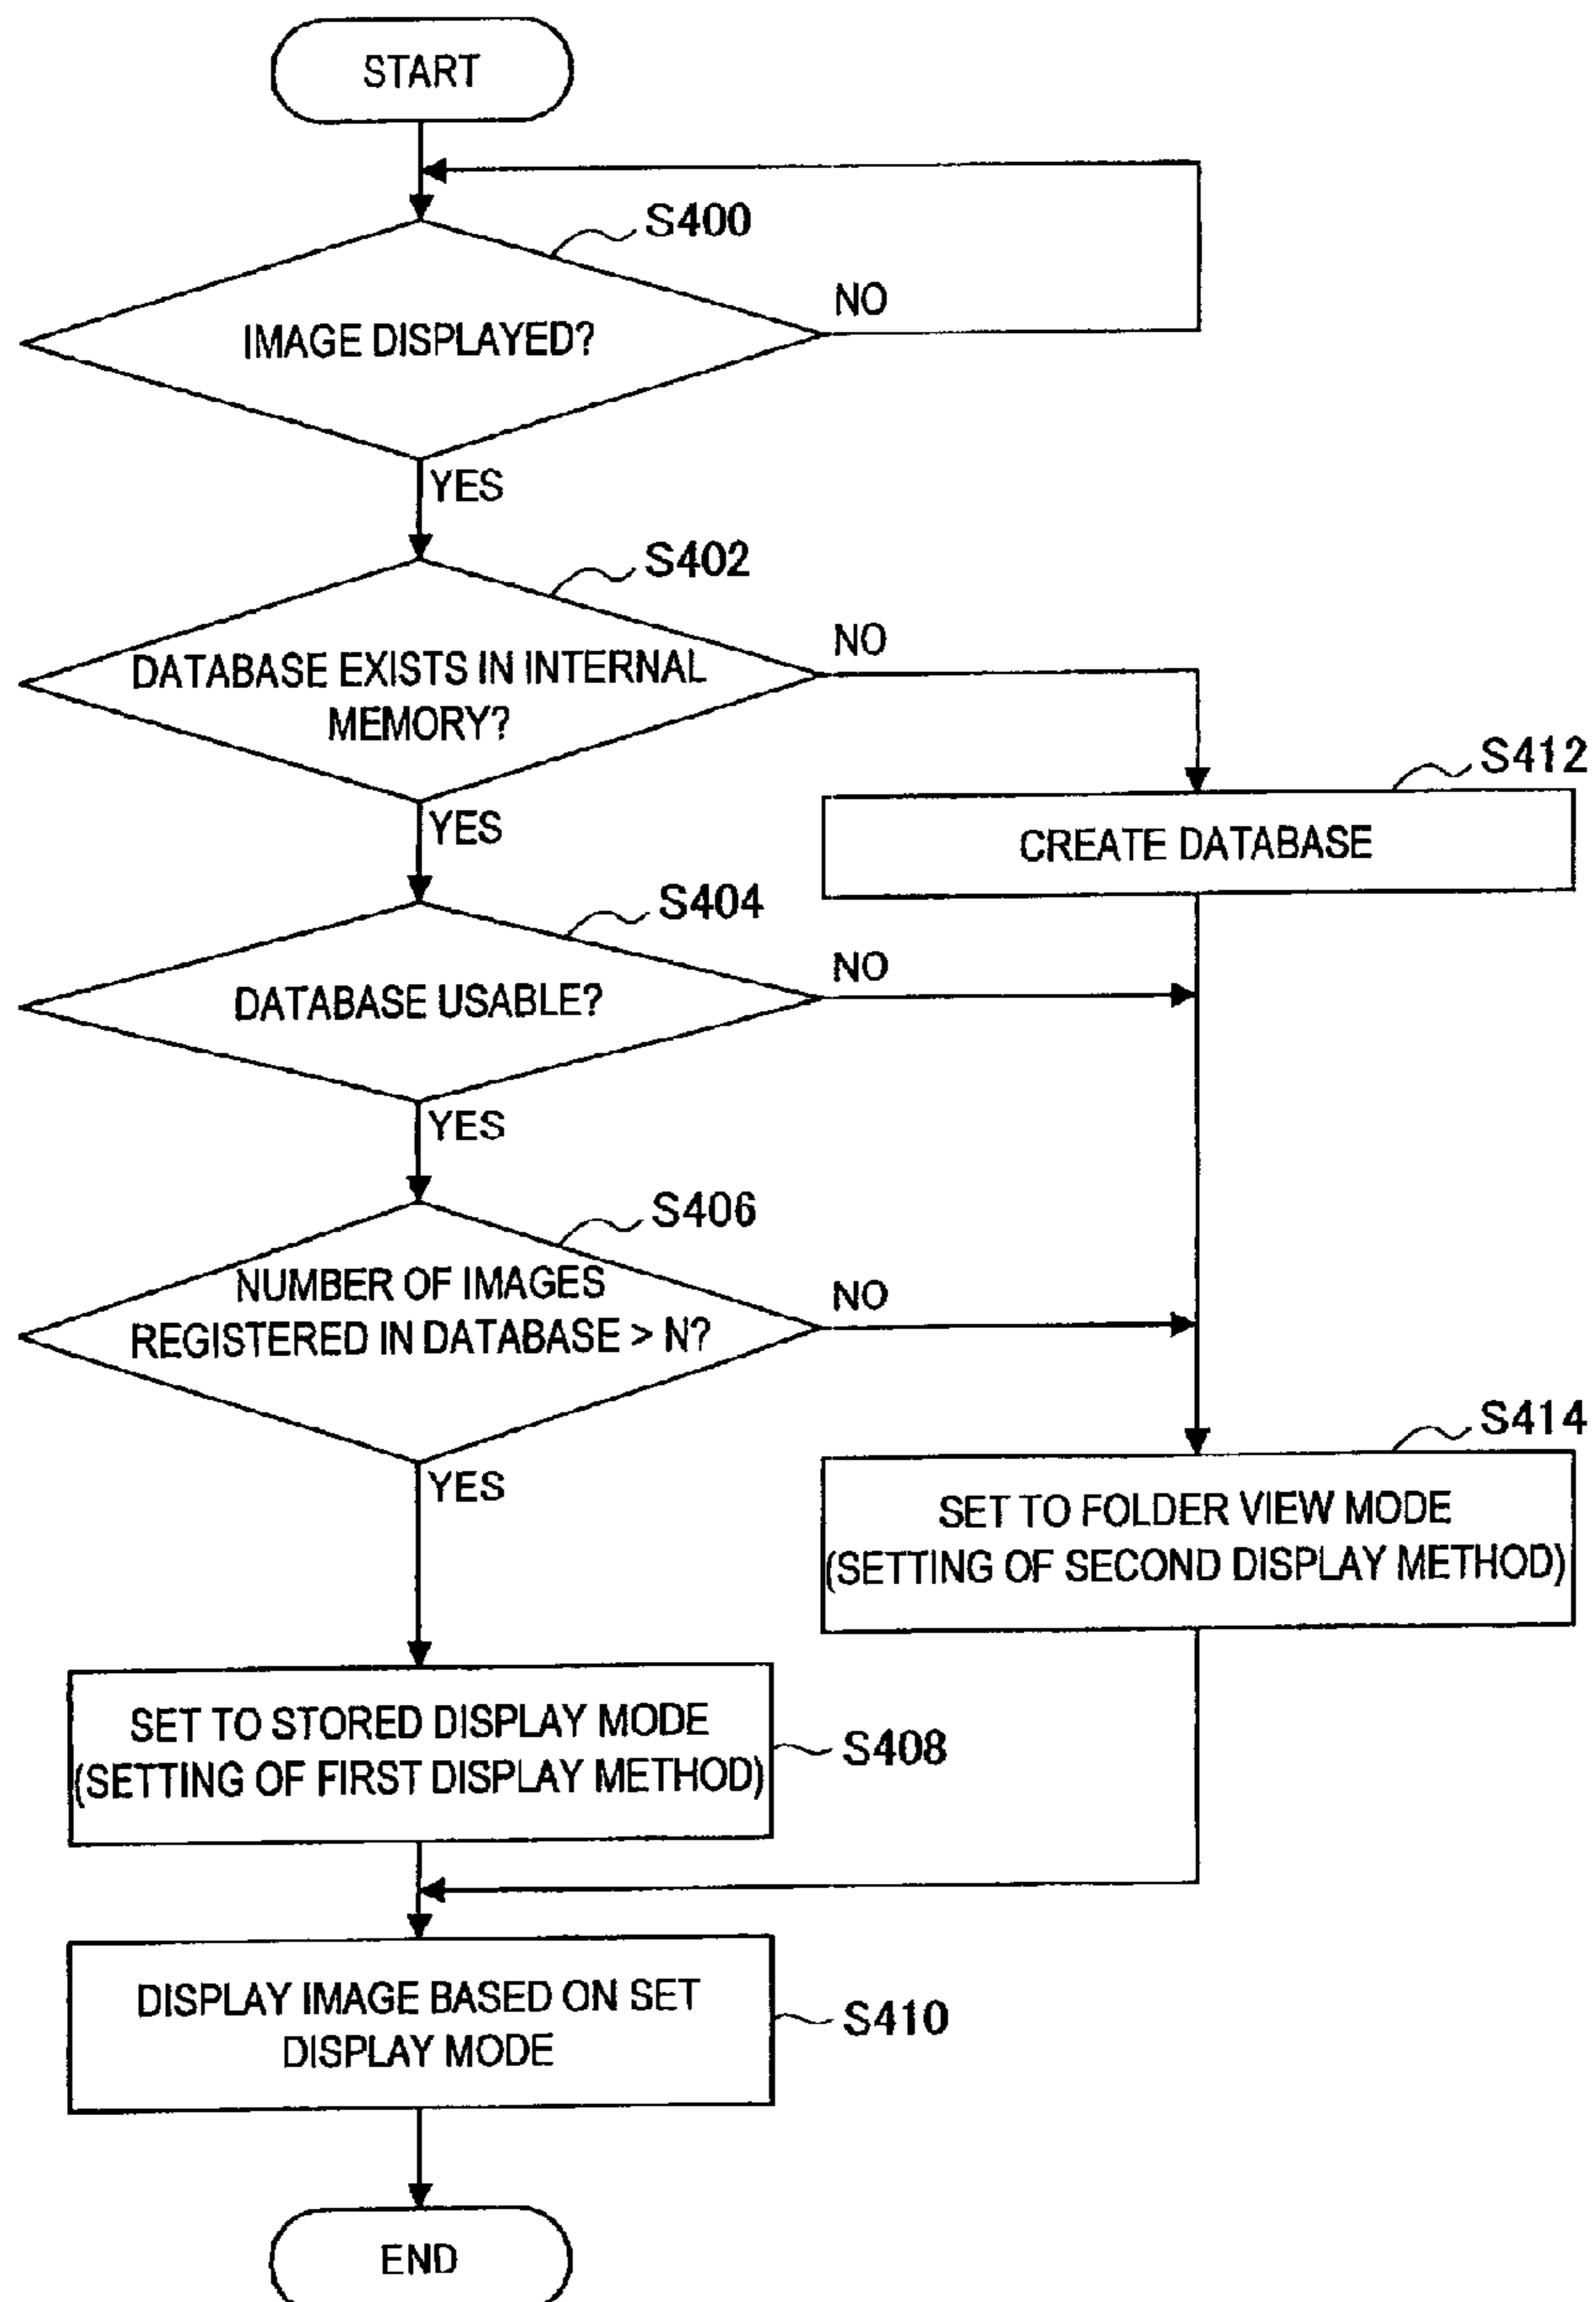 START
S400
NO
IMAGE DISPLAYED?
YES
S402
NO
DATABASE EXISTS IN INTERNAL
MEMORY?
YES
S412
CREATE DATABASE
S404
NO
DATABASE USABLE?
YES
S406
NO
NUMBER OF IMAGES
REGISTERED IN DATABASE > N?
YES
S414
SET TO FOLDER VIEW MODE
(SETTING OF SECOND DISPLAY METHOD)
SET TO STORED DISPLAY MODE
(SETTING OF FIRST DISPLAY METHOD)
S408
DISPLAY IMAGE BASED ON SET
DISPLAY MODE
S410
END